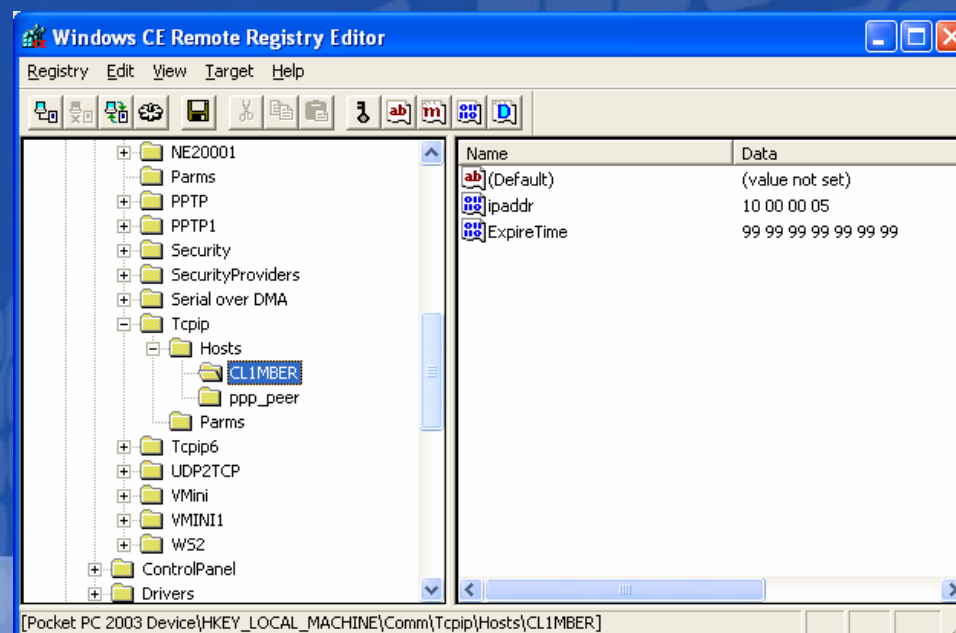 Windows CE Remote Registry Editor
Registry Edit View Target Help
Name Data
NE20001
Parms
PPTP
PPTP1
Security
SecurityProviders
Serial over DMA
Tcpip
Hosts
CL1MBER
ppp_peer
Parms
Tcpip6
UDP2TCP
VMini
VMINI1
WS2
ControlPanel
Drivers
(Default) (value not set)
ipaddr 10 00 00 05
ExpireTime 99 99 99 99 99 99 99
[Pocket PC 2003 Device\HKEY_LOCAL_MACHINE\Comm\Tcpip\Hosts\CL1MBER]